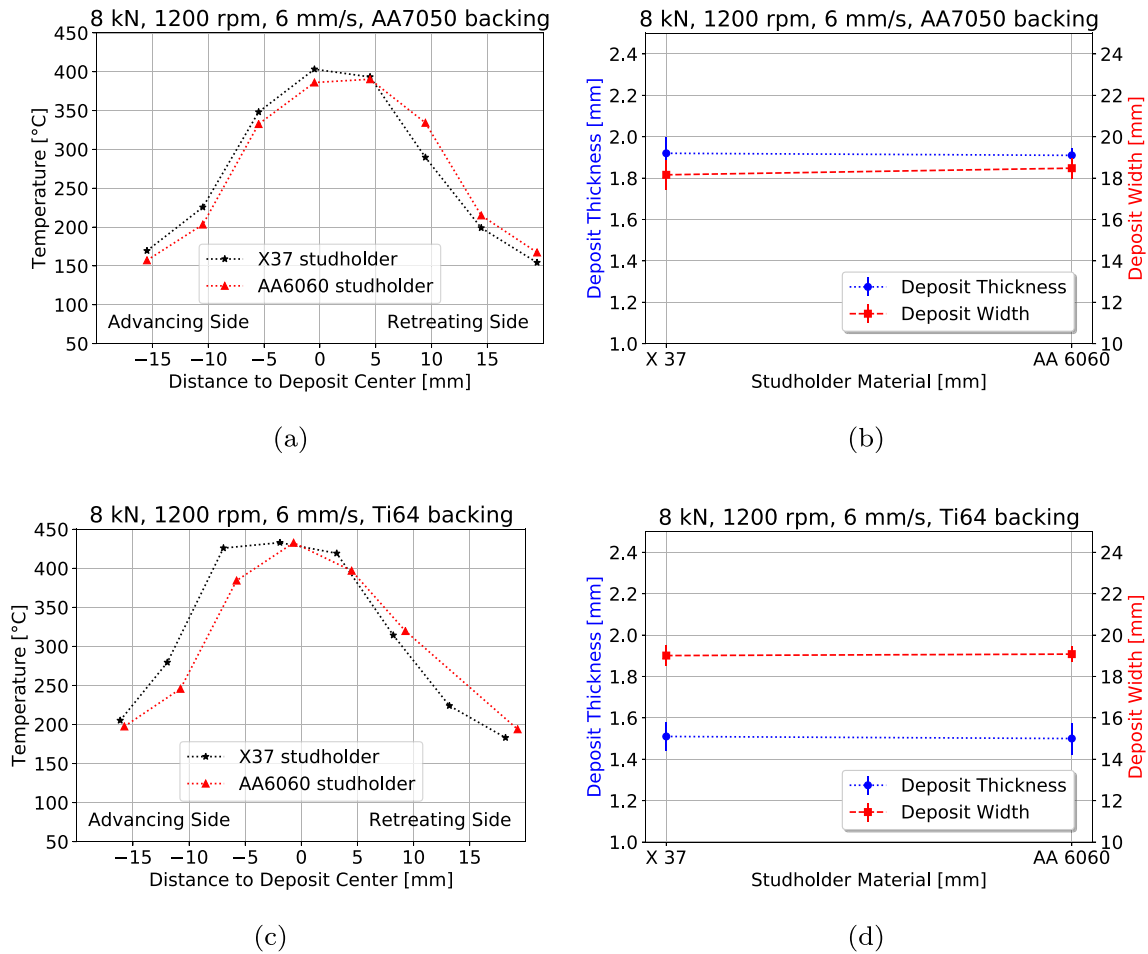 8 kN, 1200 rpm, 6 mm/s, AA7050 backing
450
400
350
300
250
200
150
100
50
Temperature [°C]
X37 studholder
AA6060 studholder
Advancing Side
Retreating Side
−15
−10
−5
0
5
10
15
Distance to Deposit Center [mm]
(a)
8 kN, 1200 rpm, 6 mm/s, AA7050 backing
2.4
2.2
2.0
1.8
1.6
1.4
1.2
1.0
Deposit Thickness [mm]
24
22
20
18
16
14
12
10
Deposit Width [mm]
Deposit Thickness
Deposit Width
X 37
AA 6060
Studholder Material [mm]
(b)
8 kN, 1200 rpm, 6 mm/s, Ti64 backing
450
400
350
300
250
200
150
100
50
Temperature [°C]
X37 studholder
AA6060 studholder
Advancing Side
Retreating Side
−15
−10
−5
0
5
10
15
Distance to Deposit Center [mm]
(c)
8 kN, 1200 rpm, 6 mm/s, Ti64 backing
2.4
2.2
2.0
1.8
1.6
1.4
1.2
1.0
Deposit Thickness [mm]
24
22
20
18
16
14
12
10
Deposit Width [mm]
Deposit Thickness
Deposit Width
X 37
AA 6060
Studholder Material [mm]
(d)